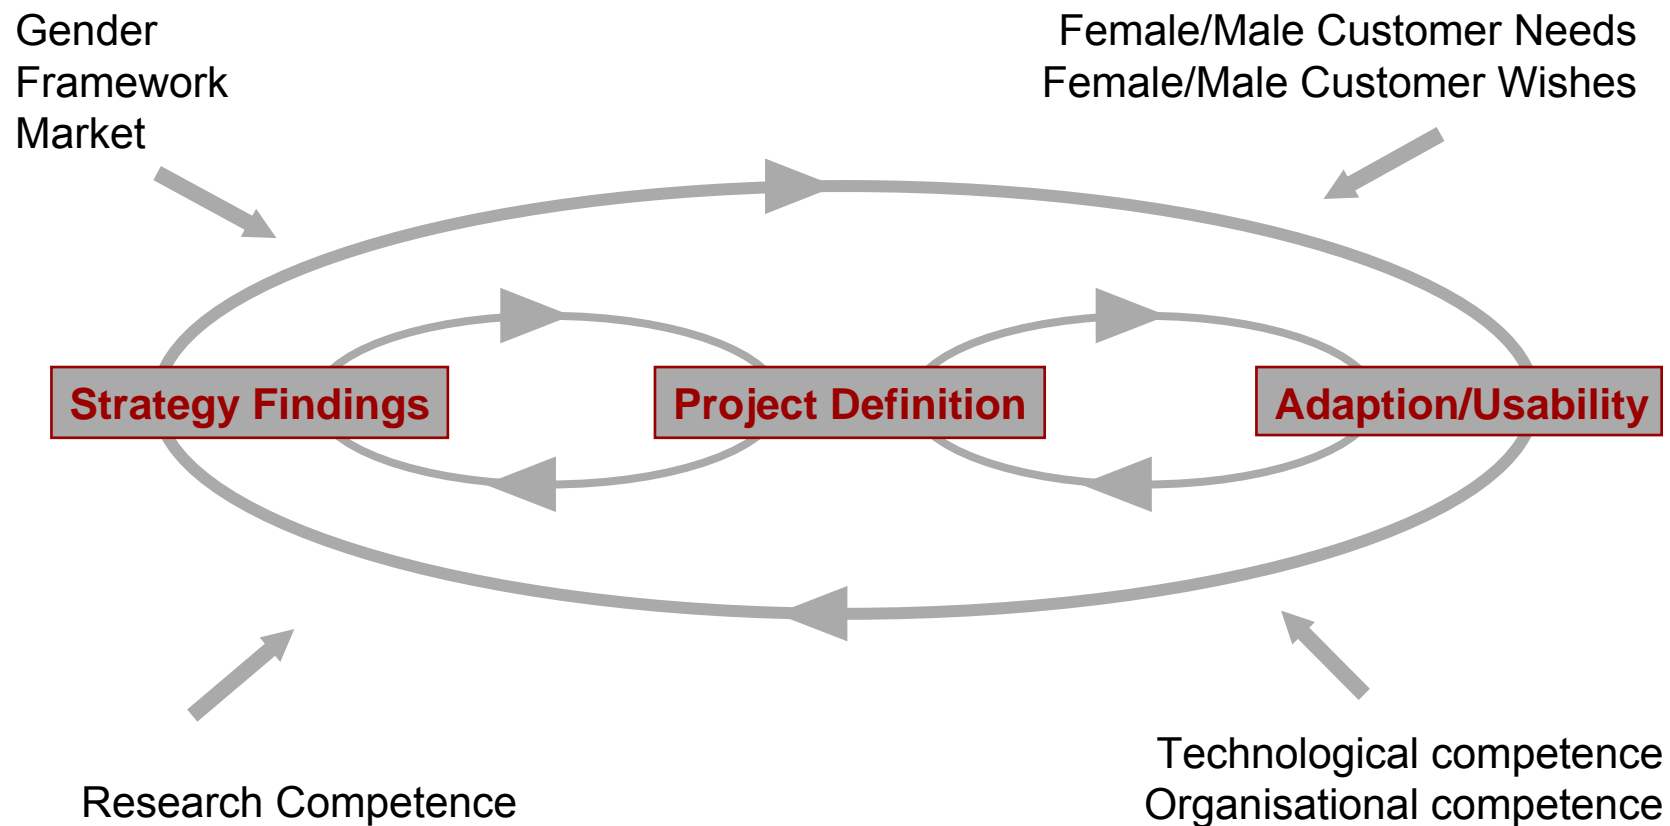 Gender
Framework
Market
Female/Male Customer Needs
Female/Male Customer Wishes
Strategy Findings
Project Definition
Adaption/Usability
Research Competence
Technological competence
Organisational competence